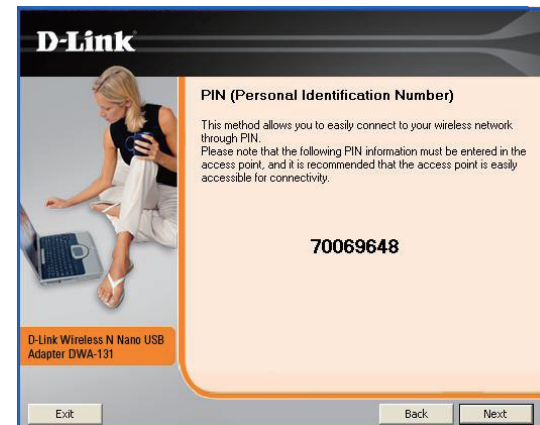 D-Link
PIN (Personal Identification Number)
This method allows you to easily connect to your wireless network
through PIN.
Please note that the following PIN information must be entered in the
access point, and it is recommended that the access point is easily
accessible for connectivity.
70069648
D-Link Wireless N Nano USB
Adapter DWA-131
Exit
Back
Next